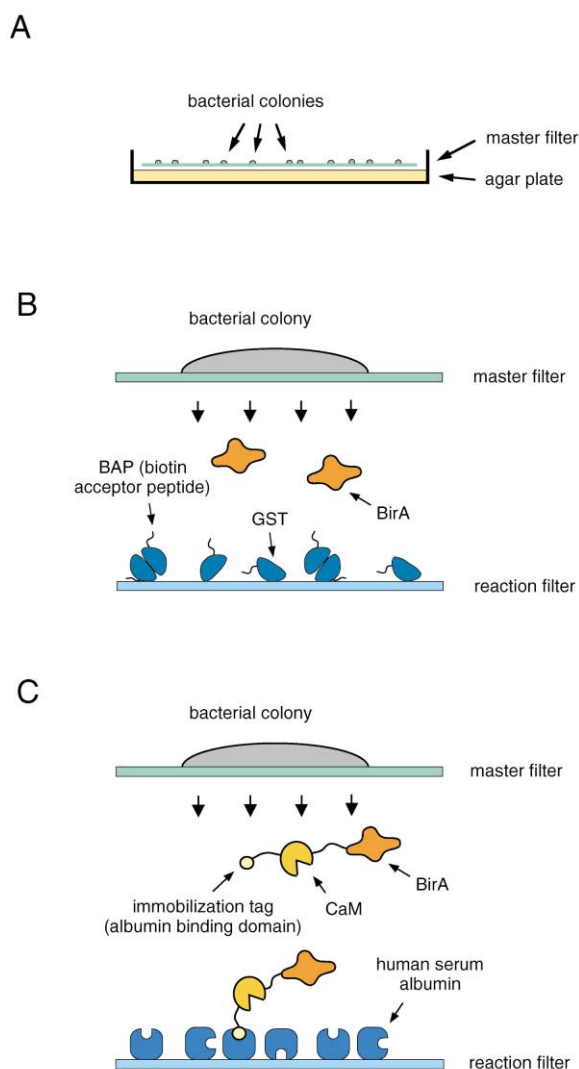 A
bacterial colonies
master filter
agar plate
B
bacterial colony
master filter
BAP (biotin
acceptor peptide)
GST
BirA
reaction filter
C
bacterial colony
master filter
BirA
immobilization tag
(albumin binding domain)
CaM
human serum
albumin
reaction filter